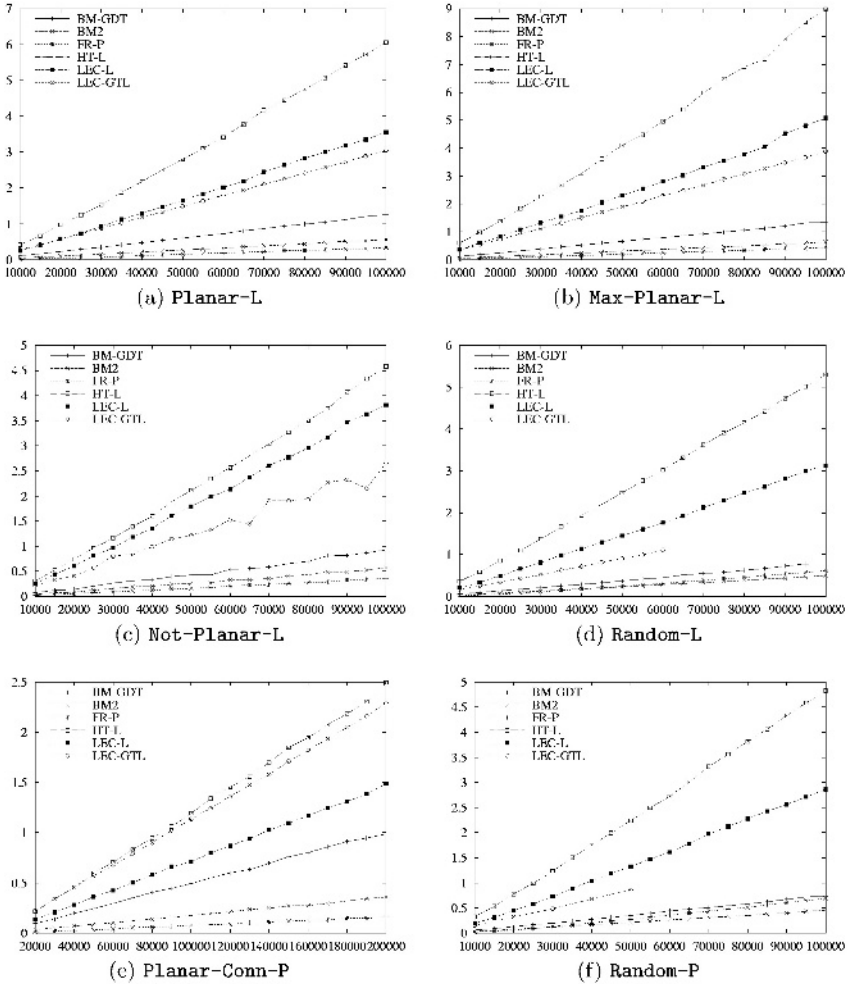 7
6
5
4
3
2
1
0
BM-GDT
BM2
FR-P
HT-L
LEC-L
LEC-GTL
10000 20000 30000 40000 50000 60000 70000 80000 90000 100000
(a) Planar-L
9
8
7
6
5
4
3
2
1
0
BM-GDT
BM2
FR-P
HT-L
LEC-L
LEC-GTL
10000 20000 30000 40000 50000 60000 70000 80000 90000 100000
(b) Max-Planar-L
5
4.5
4
3.5
3
2.5
2
1.5
1
0.5
0
BM-GDT
BM2
FR-P
HT-L
LEC-L
LEC-GTL
10000 20000 30000 40000 50000 60000 70000 80000 90000 100000
(c) Not-Planar-L
6
5
4
3
2
1
0
BM-GDT
BM2
FR-P
HT-L
LEC-L
LEC-GTL
10000 20000 30000 40000 50000 60000 70000 80000 90000 100000
(d) Random-L
2.5
2
1.5
1
0.5
0
BM-GDT
BM2
FR-P
HT-L
LEC-L
LEC-GTL
20000 40000 60000 80000 100000 120000 140000 160000 180000 200000
(e) Planar-Conn-P
5
4.5
4
3.5
3
2.5
2
1.5
1
0.5
0
BM-GDT
BM2
FR-P
HT-L
LEC-L
LEC-GTL
10000 20000 30000 40000 50000 60000 70000 80000 90000 100000
(f) Random-P